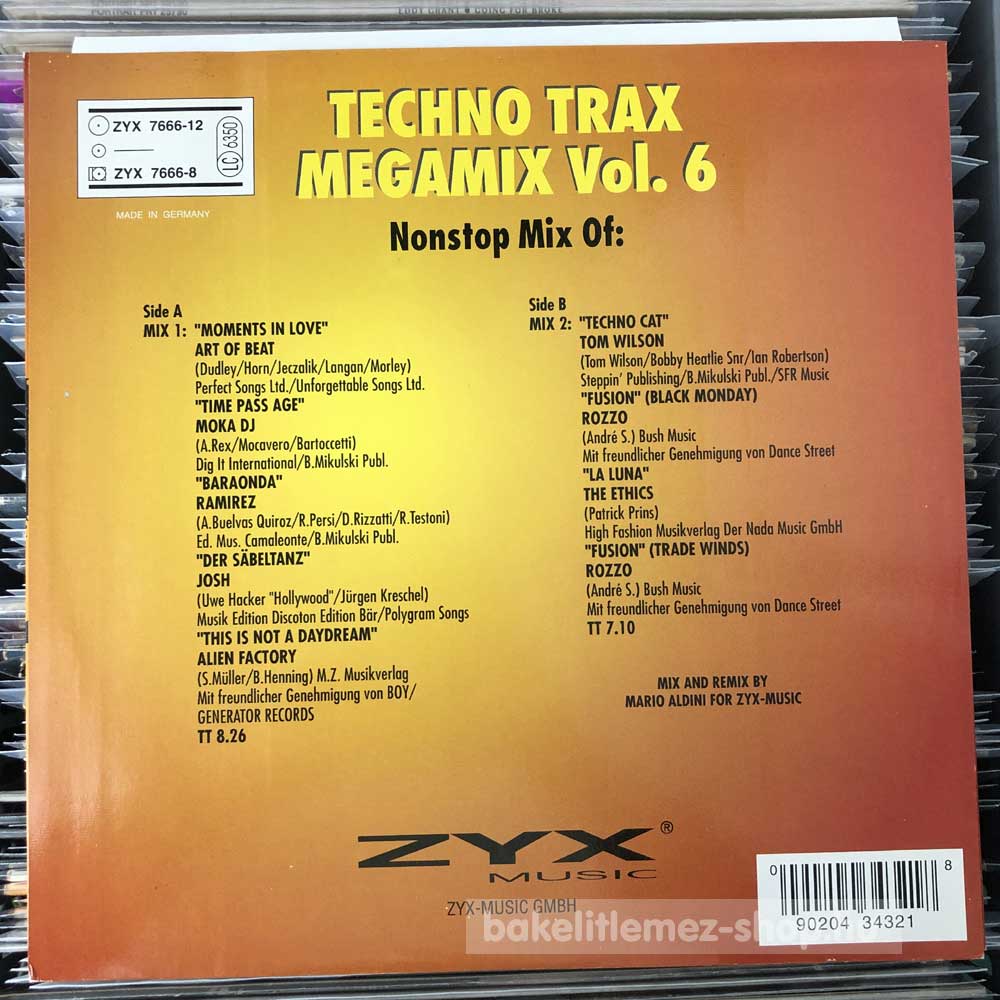 EDDY GRANT • GOING FOR BROKE
ZYX 7666-12
ZYX 7666-8
LC 6350
MADE IN GERMANY
TECHNO TRAX
MEGAMIX Vol. 6
Nonstop Mix Of:
Side A
MIX 1: "MOMENTS IN LOVE"
ART OF BEAT
(Dudley/Horn/Jeczalik/Langan/Morley)
Perfect Songs Ltd./Unforgettable Songs Ltd.
"TIME PASS AGE"
MOKA DJ
(A.Rex/Mocavero/Bartoccetti)
Dig It International/B.Mikulski Publ.
"BARAONDA"
RAMIREZ
(A.Buelvas Quiroz/R.Persi/D.Rizzatti/R.Testoni)
Ed. Mus. Camaleonte/B.Mikulski Publ.
"DER SÄBELTANZ"
JOSH
(Uwe Hacker "Hollywood"/Jürgen Kreschel)
Musik Edition Discoton Edition Bär/Polygram Songs
"THIS IS NOT A DAYDREAM"
ALIEN FACTORY
(S.Müller/B.Henning) M.Z. Musikverlag
Mit freundlicher Genehmigung von BOY/
GENERATOR RECORDS
TT 8.26
Side B
MIX 2: "TECHNO CAT"
TOM WILSON
(Tom Wilson/Bobby Heatlie Snr/Ian Robertson)
Steppin' Publishing/B.Mikulski Publ./SFR Music
"FUSION" (BLACK MONDAY)
ROZZO
(André S.) Bush Music
Mit freundlicher Genehmigung von Dance Street
"LA LUNA"
THE ETHICS
(Patrick Prins)
High Fashion Musikverlag Der Nada Music GmbH
"FUSION" (TRADE WINDS)
ROZZO
(André S.) Bush Music
Mit freundlicher Genehmigung von Dance Street
TT 7.10
MIX AND REMIX BY
MARIO ALDINI FOR ZYX-MUSIC
ZYX®
MUSIC
ZYX-MUSIC GMBH
0 90204 34321 8
bakelitlemez-shop.hu